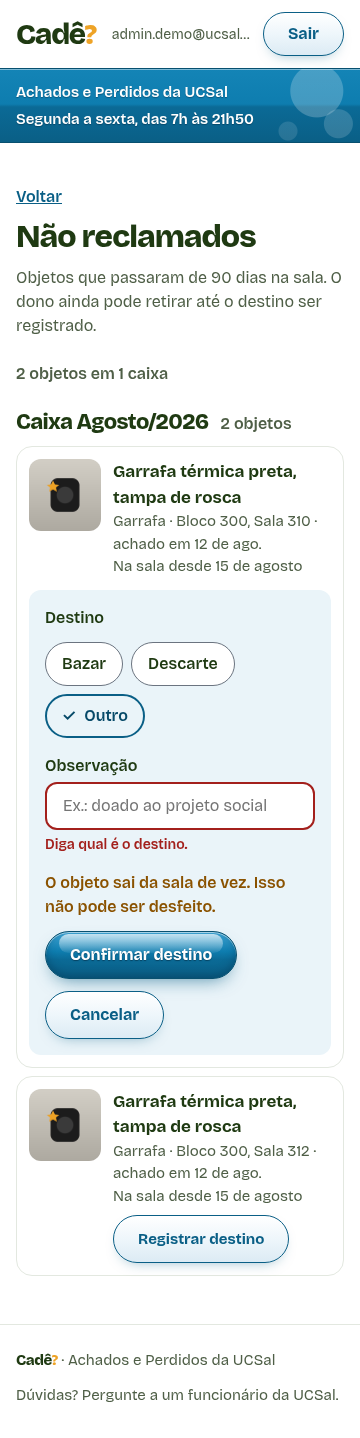 Cadê? admin.demo@ucsal... Sair
Achados e Perdidos da UCSal
Segunda a sexta, das 7h às 21h50
Voltar
Não reclamados
Objetos que passaram de 90 dias na sala. O
dono ainda pode retirar até o destino ser
registrado.
2 objetos em 1 caixa
Caixa Agosto/2026 2 objetos
Garrafa térmica preta,
tampa de rosca
Garrafa · Bloco 300, Sala 310 ·
achado em 12 de ago.
Na sala desde 15 de agosto
Destino
Bazar Descarte
✓ Outro
Observação
Ex.: doado ao projeto social
Diga qual é o destino.
O objeto sai da sala de vez. Isso
não pode ser desfeito.
Confirmar destino
Cancelar
Garrafa térmica preta,
tampa de rosca
Garrafa · Bloco 300, Sala 312 ·
achado em 12 de ago.
Na sala desde 15 de agosto
Registrar destino
Cadê? · Achados e Perdidos da UCSal
Dúvidas? Pergunte a um funcionário da UCSal.